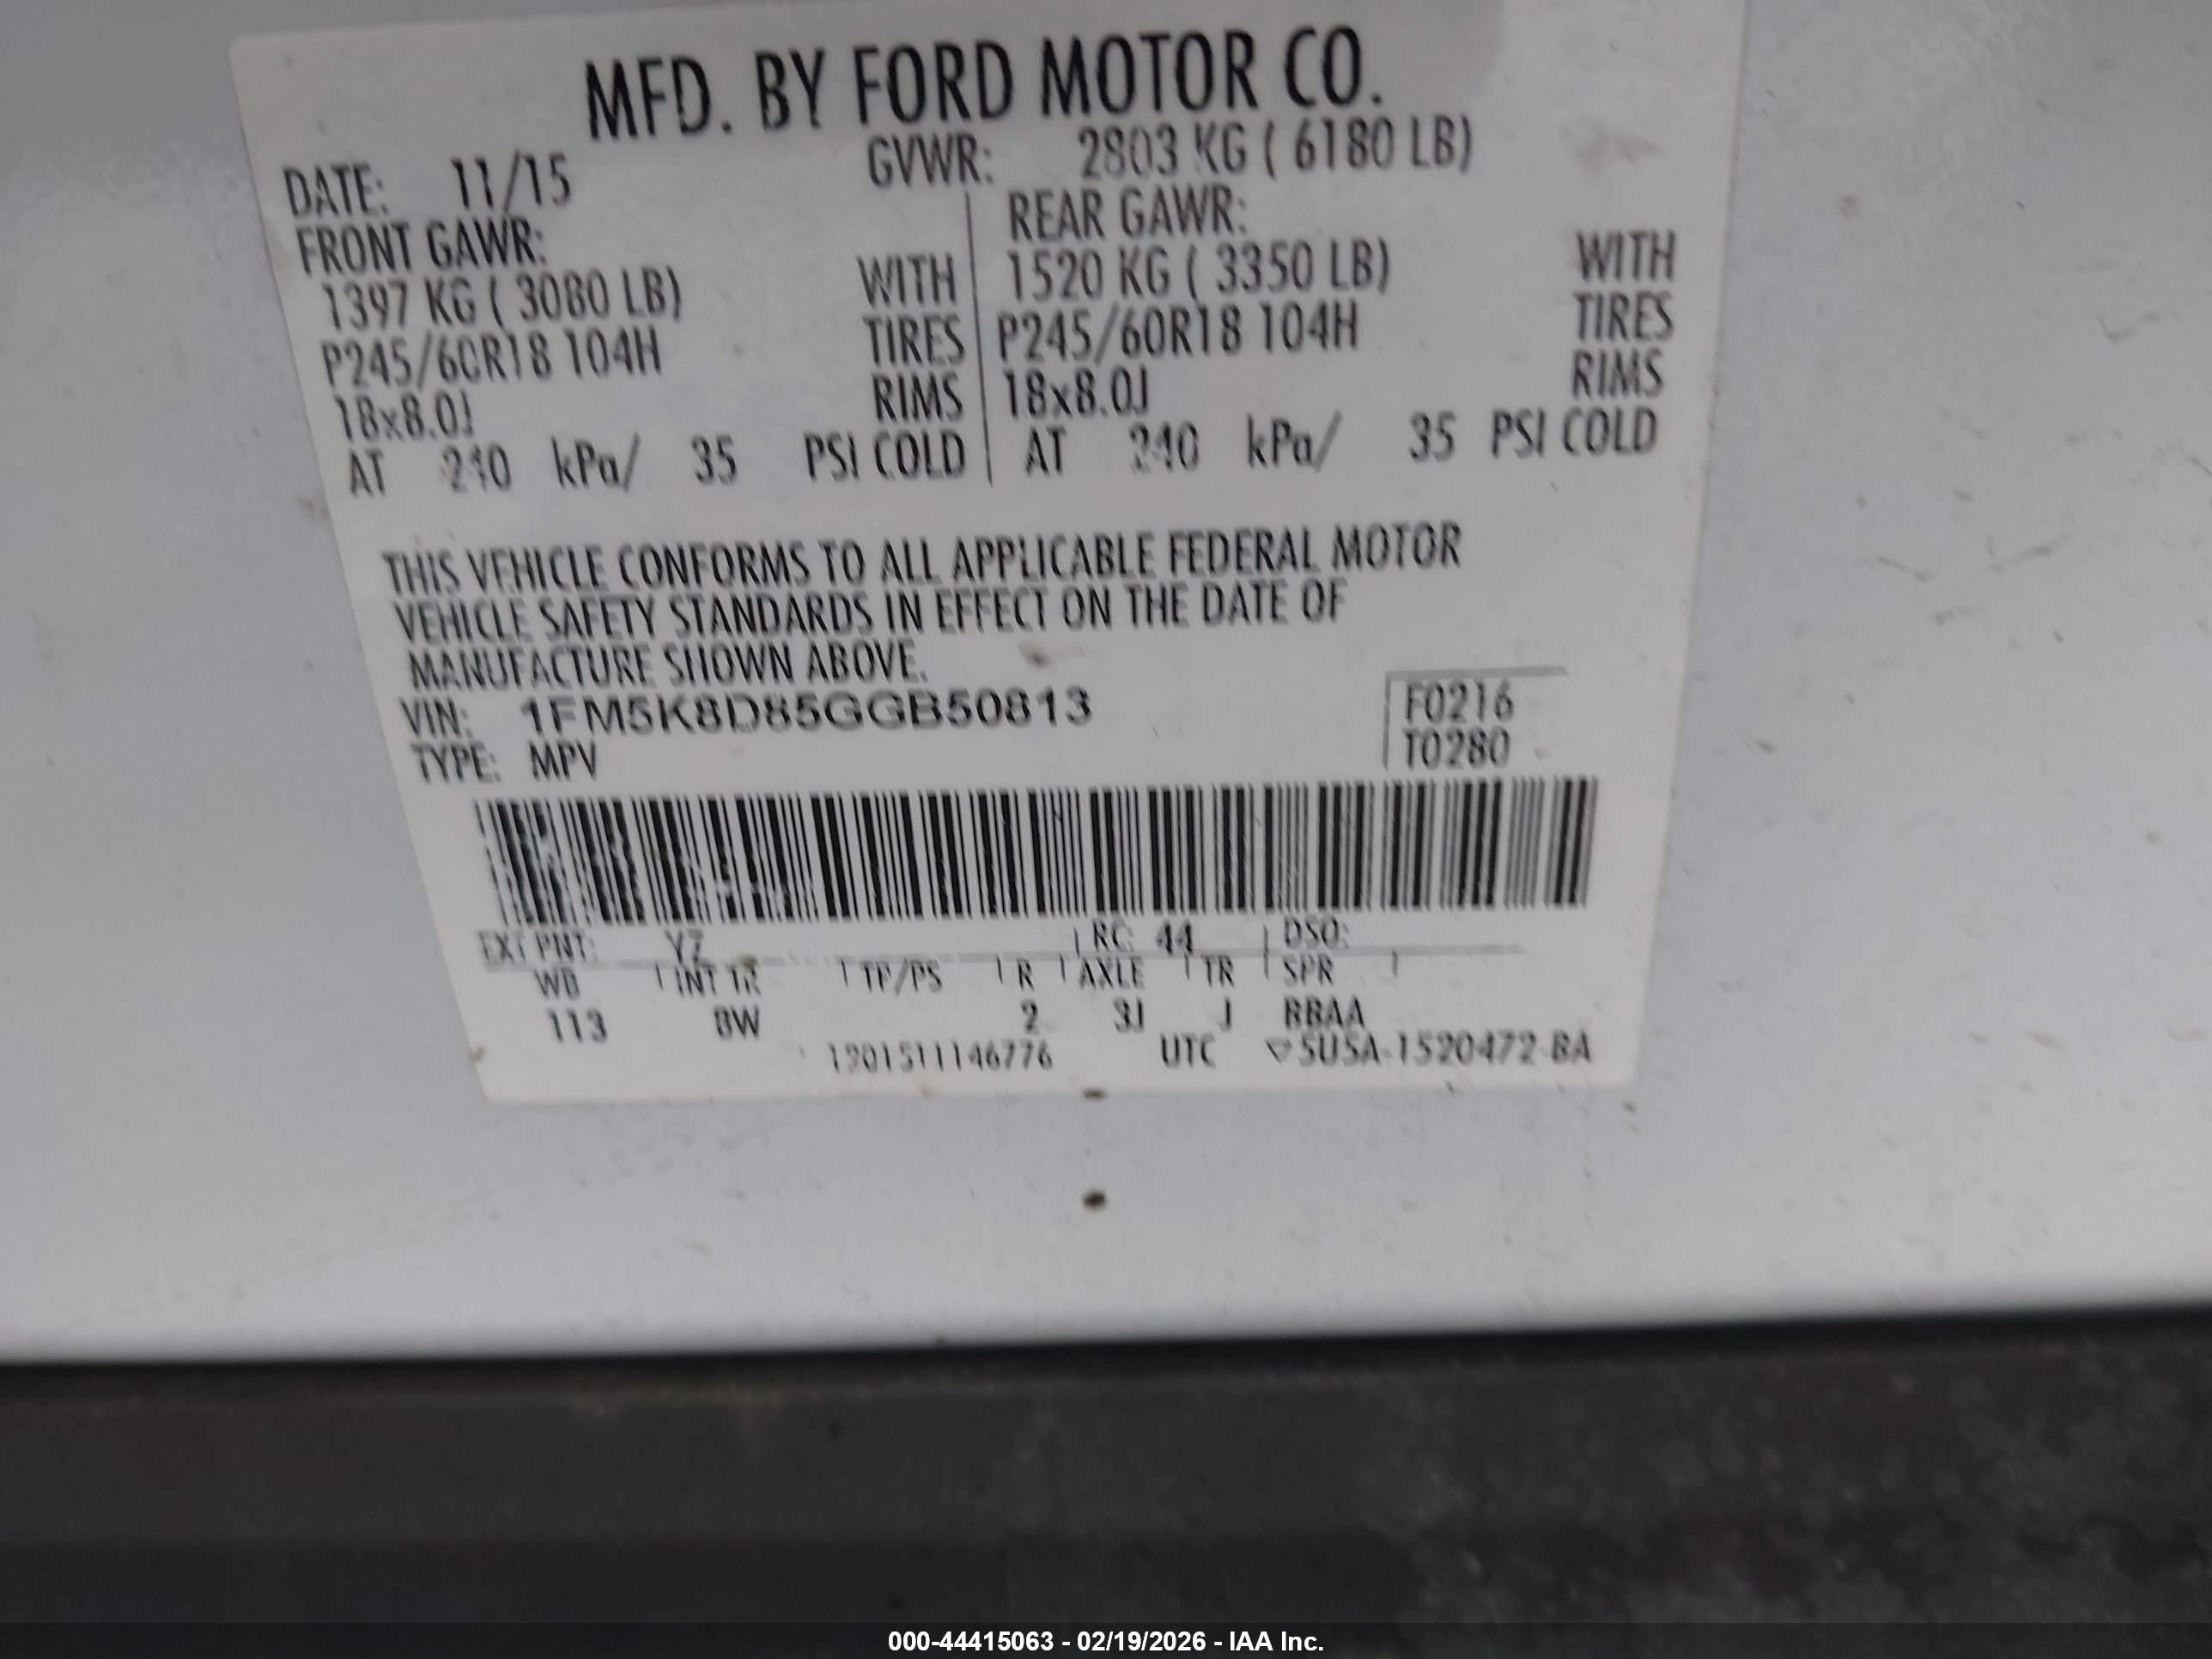 MFD. BY FORD MOTOR CO.
DATE: 11/15 GVWR: 2803 KG ( 6180 LB)
FRONT GAWR: REAR GAWR:
1397 KG ( 3080 LB) WITH 1520 KG ( 3350 LB) WITH
P245/60R18 104H TIRES P245/60R18 104H TIRES
18x8.0J RIMS 18x8.0J RIMS
AT 240 kPa/ 35 PSI COLD AT 240 kPa/ 35 PSI COLD
THIS VEHICLE CONFORMS TO ALL APPLICABLE FEDERAL MOTOR
VEHICLE SAFETY STANDARDS IN EFFECT ON THE DATE OF
MANUFACTURE SHOWN ABOVE.
VIN: 1FM5K8D85GGB50813 F0216
TYPE: MPV T0280
EXT PNT: YZ RC: 44 DSO:
WB INT TR TP/PS R AXLE TR SPR
113 8W 2 3J J BBAA
1201511146776 UTC 5U5A-1520472-BA
000-44415063 - 02/19/2026 - IAA Inc.